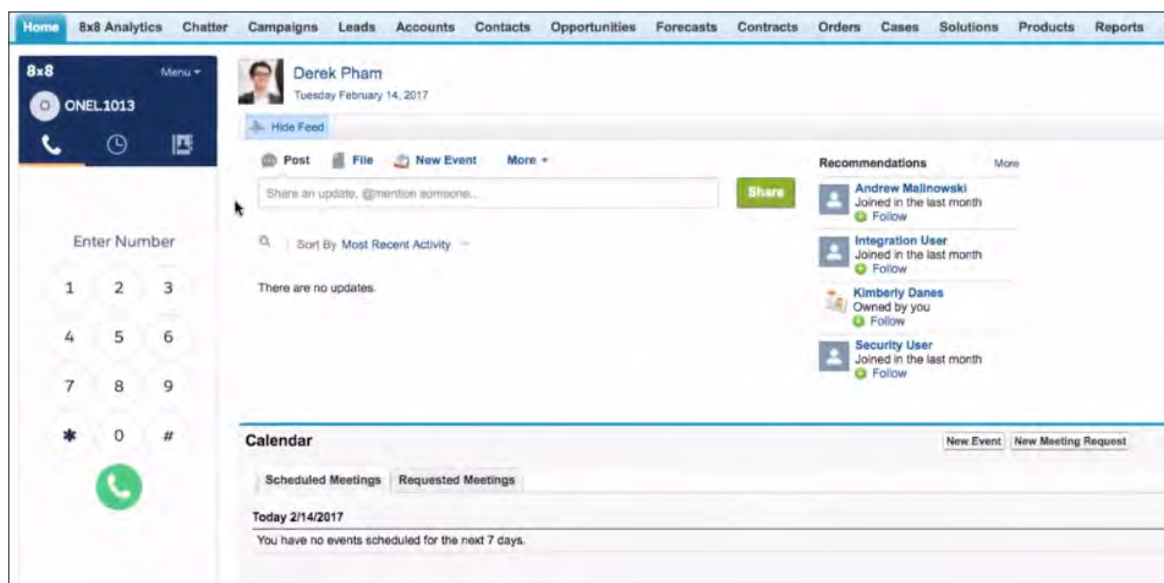 Home 8x8 Analytics Chatter Campaigns Leads Accounts Contacts Opportunities Forecasts Contracts Orders Cases Solutions Products Reports
8x8 Menu
O ONEL1013
Enter Number
1 2 3
4 5 6
7 8 9
* 0 #
Derek Pham
Tuesday February 14, 2017
Hide Feed
Post File New Event More
Share an update, @mention someone...
Share
Sort By Most Recent Activity
There are no updates.
Recommendations More
Andrew Malinowski
Joined in the last month
Follow
Integration User
Joined in the last month
Follow
Kimberly Danes
Owned by you
Follow
Security User
Joined in the last month
Follow
Calendar
New Event New Meeting Request
Scheduled Meetings Requested Meetings
Today 2/14/2017
You have no events scheduled for the next 7 days.